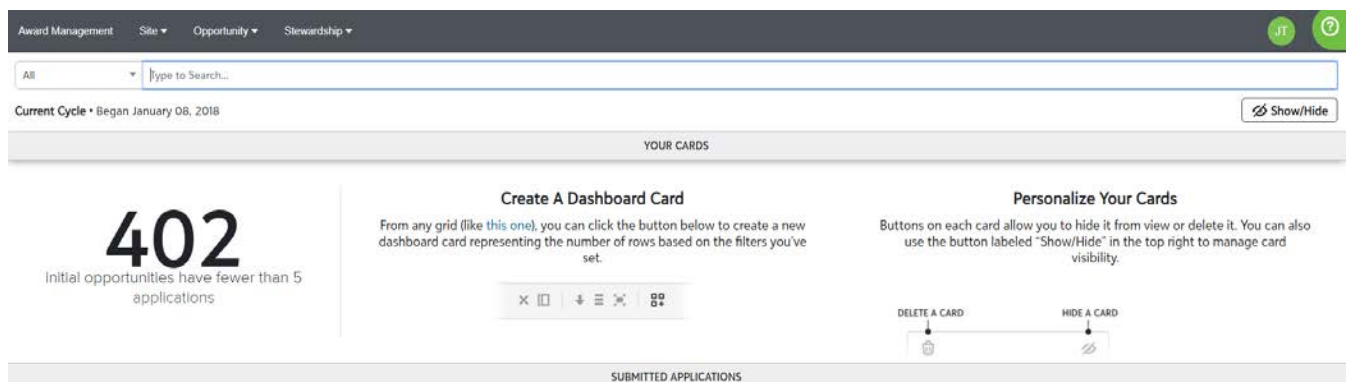 Award Management Site Opportunity Stewardship JT ?
All Type to Search...
Current Cycle • Began January 08, 2018 Show/Hide
YOUR CARDS
402
Initial opportunities have fewer than 5
applications
Create A Dashboard Card
From any grid (like this one), you can click the button below to create a new
dashboard card representing the number of rows based on the filters you've
set.
Personalize Your Cards
Buttons on each card allow you to hide it from view or delete it. You can also
use the button labeled "Show/Hide" in the top right to manage card
visibility.
DELETE A CARD HIDE A CARD
SUBMITTED APPLICATIONS